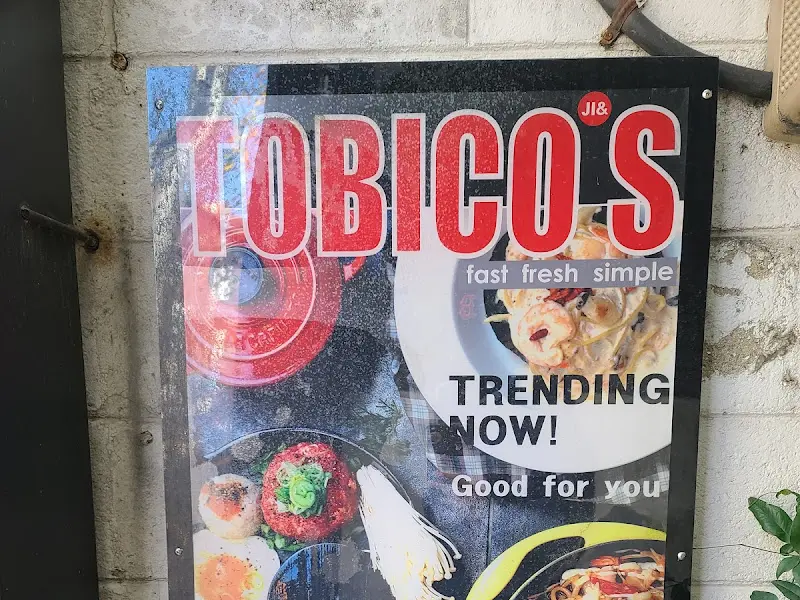 JI&
TOBICO'S
fast fresh simple
TRENDING
NOW!
Good for you